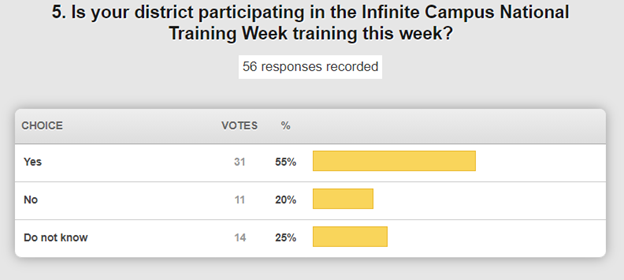 5. Is your district participating in the Infinite Campus National
Training Week training this week?
56 responses recorded
CHOICE VOTES %
Yes 31 55%
No 11 20%
Do not know 14 25%